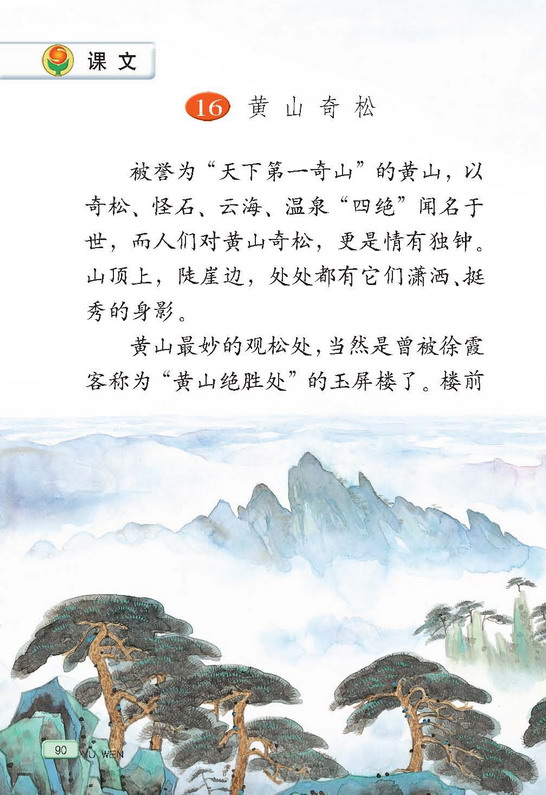 课文
16 黄山奇松
被誉为“天下第一奇山”的黄山，以
奇松、怪石、云海、温泉“四绝”闻名于
世，而人们对黄山奇松，更是情有独钟。
山顶上，陡崖边，处处都有它们潇洒、挺
秀的身影。
黄山最妙的观松处，当然是曾被徐霞
客称为“黄山绝胜处”的玉屏楼了。楼前
90 YU WEN